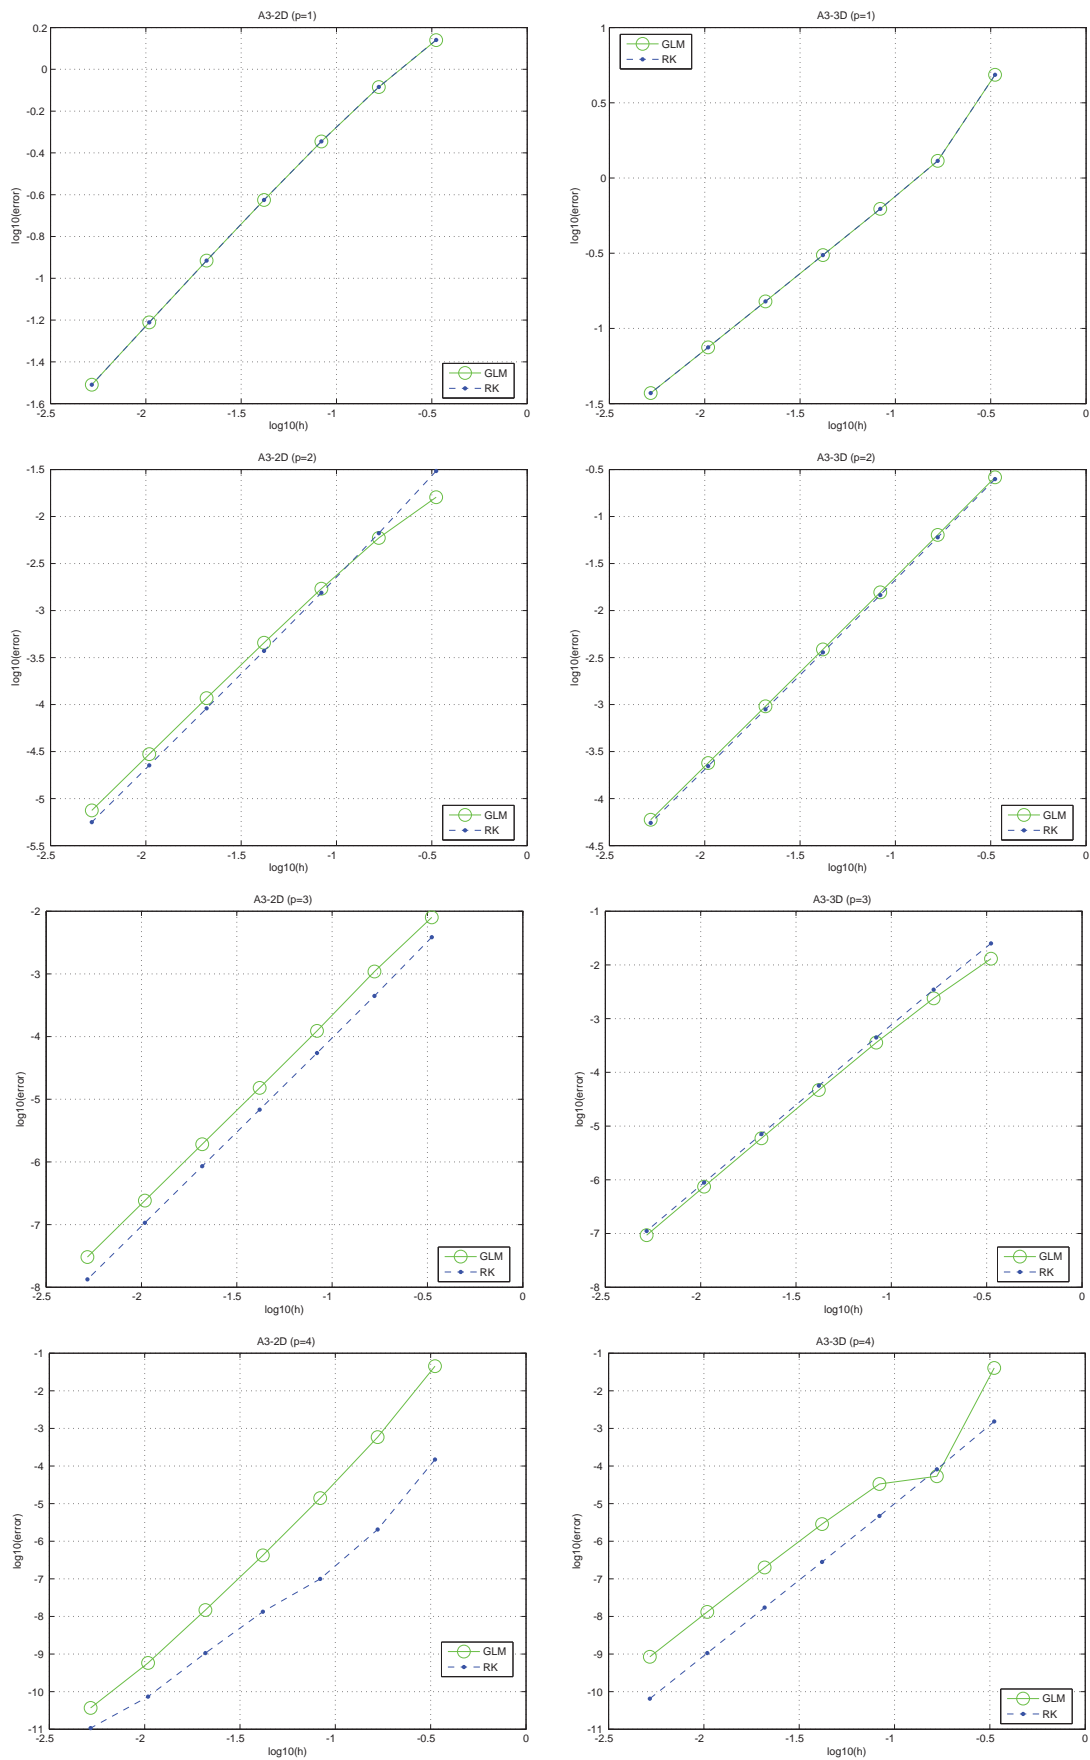 A3-2D (p=1)
0.2
0
-0.2
-0.4
-0.6
-0.8
-1
-1.2
-1.4
-1.6
log10(error)
-2.5 -2 -1.5 -1 -0.5 0
log10(h)
GLM
RK
A3-3D (p=1)
1
0.5
0
-0.5
-1
-1.5
log10(error)
-2.5 -2 -1.5 -1 -0.5 0
log10(h)
GLM
RK
A3-2D (p=2)
-1.5
-2
-2.5
-3
-3.5
-4
-4.5
-5
-5.5
log10(error)
-2.5 -2 -1.5 -1 -0.5 0
log10(h)
GLM
RK
A3-3D (p=2)
-0.5
-1
-1.5
-2
-2.5
-3
-3.5
-4
-4.5
log10(error)
-2.5 -2 -1.5 -1 -0.5 0
log10(h)
GLM
RK
A3-2D (p=3)
-2
-3
-4
-5
-6
-7
-8
log10(error)
-2.5 -2 -1.5 -1 -0.5 0
log10(h)
GLM
RK
A3-3D (p=3)
-1
-2
-3
-4
-5
-6
-7
-8
log10(error)
-2.5 -2 -1.5 -1 -0.5 0
log10(h)
GLM
RK
A3-2D (p=4)
-1
-2
-3
-4
-5
-6
-7
-8
-9
-10
-11
log10(error)
-2.5 -2 -1.5 -1 -0.5 0
log10(h)
GLM
RK
A3-3D (p=4)
-1
-2
-3
-4
-5
-6
-7
-8
-9
-10
-11
log10(error)
-2.5 -2 -1.5 -1 -0.5 0
log10(h)
GLM
RK